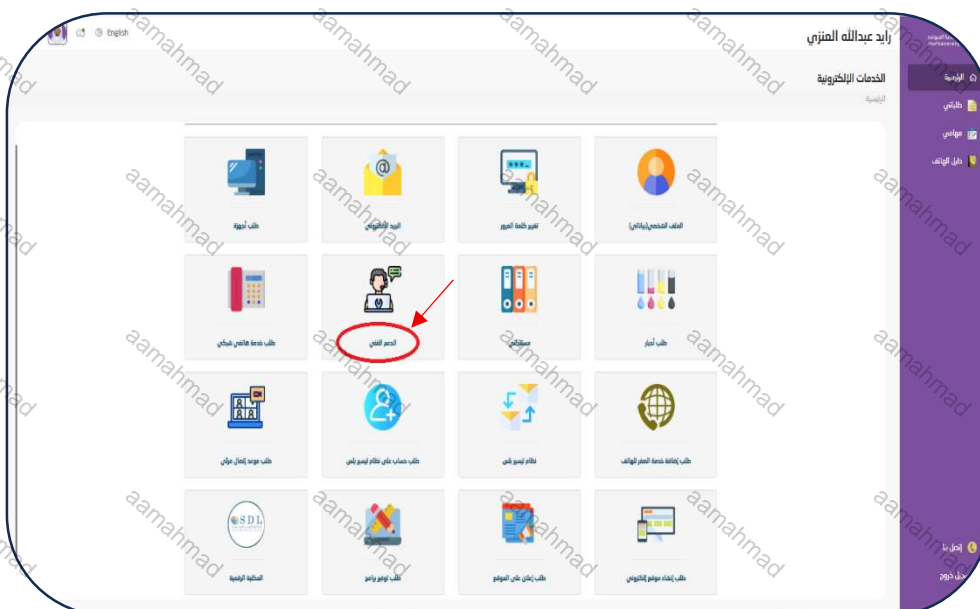 English
رايد عبدالله العنزي
الخدمات الإلكترونية
الرئيسية
الرئيسية
طلباتي
مهامي
دليل الهاتف
الملف الشخصي(بياناتي)
تغيير كلمة المرور
البريد الألكتروني
طلب أجهزة
طلب أحبار
الدعم الفني
طلب خدمة هاتفي شبكي
طلب إضافة خدمة الصفر للهاتف
نظام تيسير بلس
طلب حساب على نظام تيسير بلس
طلب موعد إتصال مرئي
SDL
طلب إنشاء موقع إلكتروني
طلب إعلان على الموقع
طلب توفير برامج
المكتبة الرقمية
إتصل بنا
aamahmad